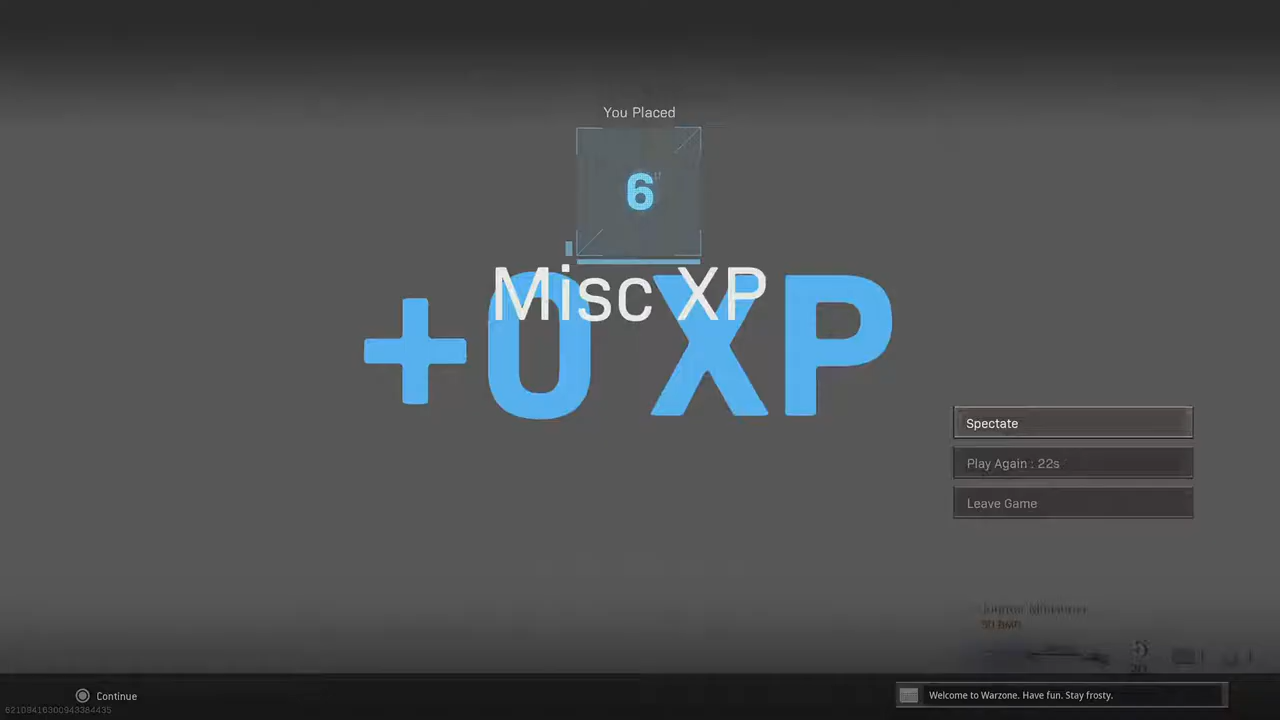 You Placed
6
Misc XP
+0 XP
Spectate
Play Again : 22s
Leave Game
Continue
Welcome to Warzone. Have fun. Stay frosty.